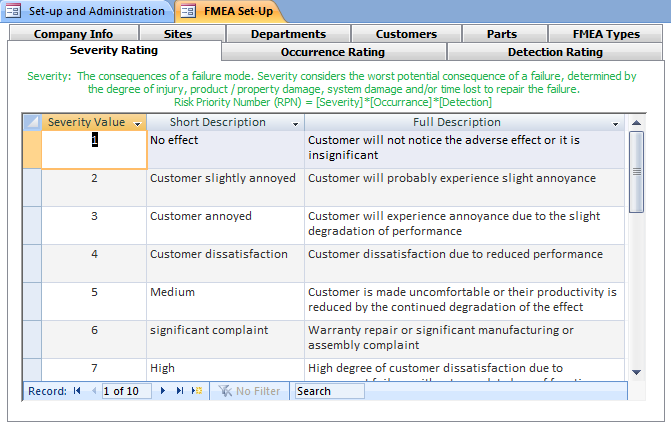 Set-up and Administration FMEA Set-Up
Company Info Sites Departments Customers Parts FMEA Types
Severity Rating Occurrence Rating Detection Rating
Severity: The consequences of a failure mode. Severity considers the worst potential consequence of a failure, determined by
the degree of injury, product / property damage, system damage and/or time lost to repair the failure.
Risk Priority Number (RPN) = [Severity]*[Occurrance]*[Detection]
Severity Value Short Description Full Description
1 No effect Customer will not notice the adverse effect or it is
insignificant
2 Customer slightly annoyed Customer will probably experience slight annoyance
3 Customer annoyed Customer will experience annoyance due to the slight
degradation of performance
4 Customer dissatisfaction Customer dissatisfaction due to reduced performance
5 Medium Customer is made uncomfortable or their productivity is
reduced by the continued degradation of the effect
6 significant complaint Warranty repair or significant manufacturing or
assembly complaint
7 High High degree of customer dissatisfaction due to
Record: 1 of 10 No Filter Search